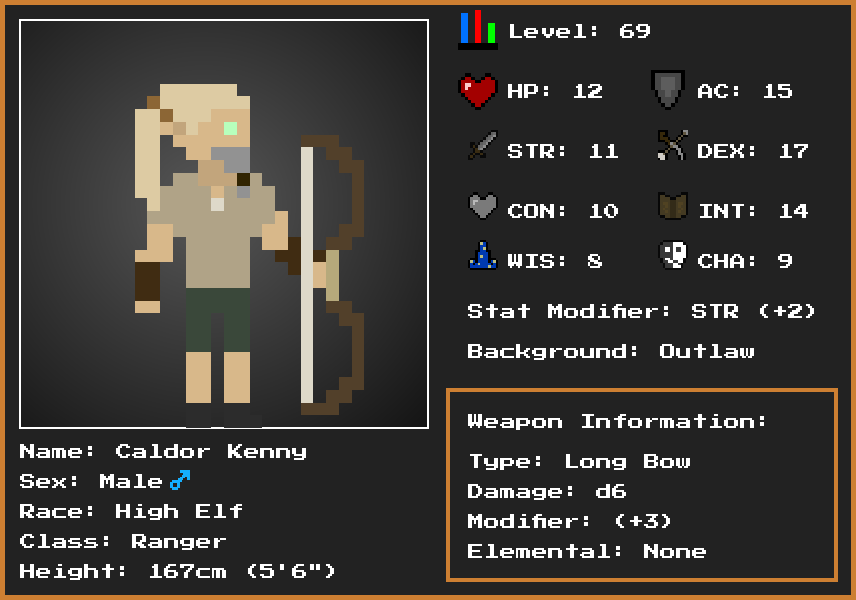 Level: 69
HP: 12
AC: 15
STR: 11
DEX: 17
CON: 10
INT: 14
WIS: 8
CHA: 9
Stat Modifier: STR (+2)
Background: Outlaw
Weapon Information:
Type: Long Bow
Damage: d6
Modifier: (+3)
Elemental: None
Name: Caldor Kenny
Sex: Male♂
Race: High Elf
Class: Ranger
Height: 167cm (5'6")